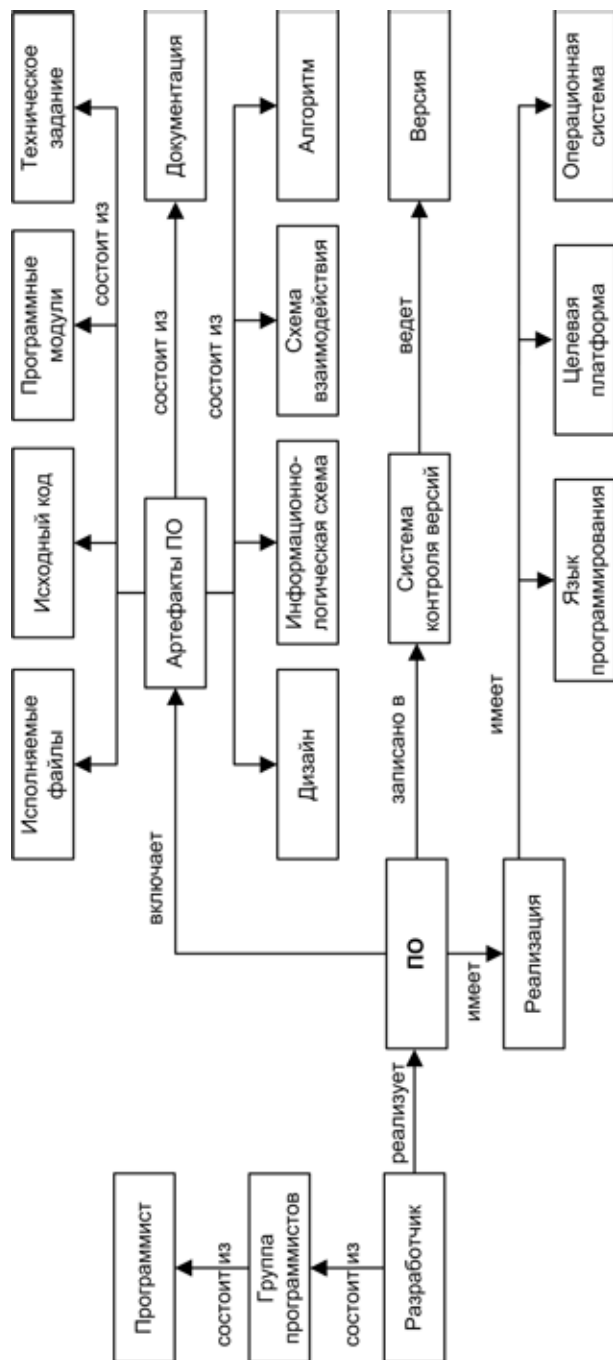 Исполняемые
файлы
Исходный код
Программные
модули
Техническое
задание
состоит из
включает
состоит из
Программист
Артефакты ПО
Документация
состоит из
состоит из
Группа
программистов
Дизайн
Информационно-
логическая схема
Схема
взаимодействия
Алгоритм
состоит из
реализует
записано в
ведет
Разработчик
ПО
Система
контроля версий
Версия
имеет
имеет
Реализация
Язык
программирования
Целевая
платформа
Операционная
система